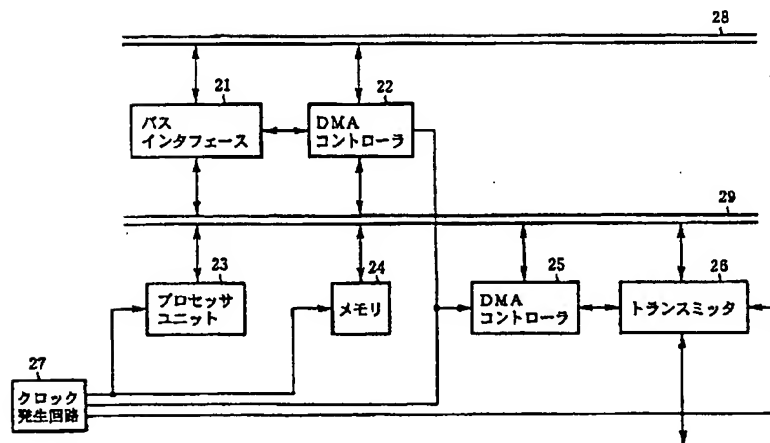 28
21
22
バス
インタフェース
DMA
コントローラ
29
23
24
25
26
プロセッサ
ユニット
メモリ
DMA
コントローラ
トランスミッタ
27
クロック
発生回路